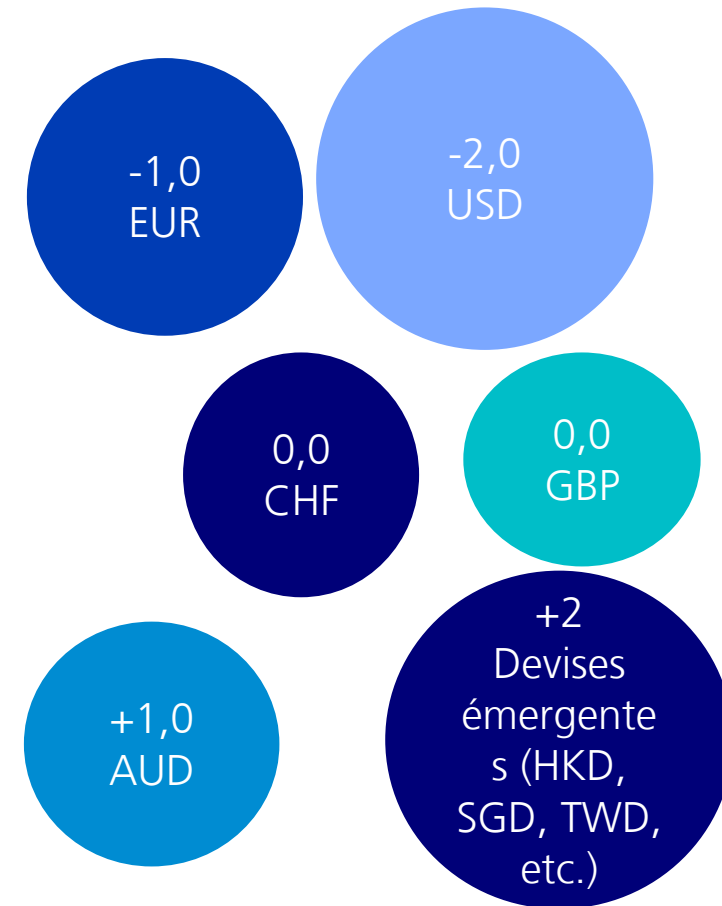 -1,0
EUR
-2,0
USD
0,0
CHF
0,0
GBP
+1,0
AUD
+2
Devises
émergente
s (HKD,
SGD, TWD,
etc.)